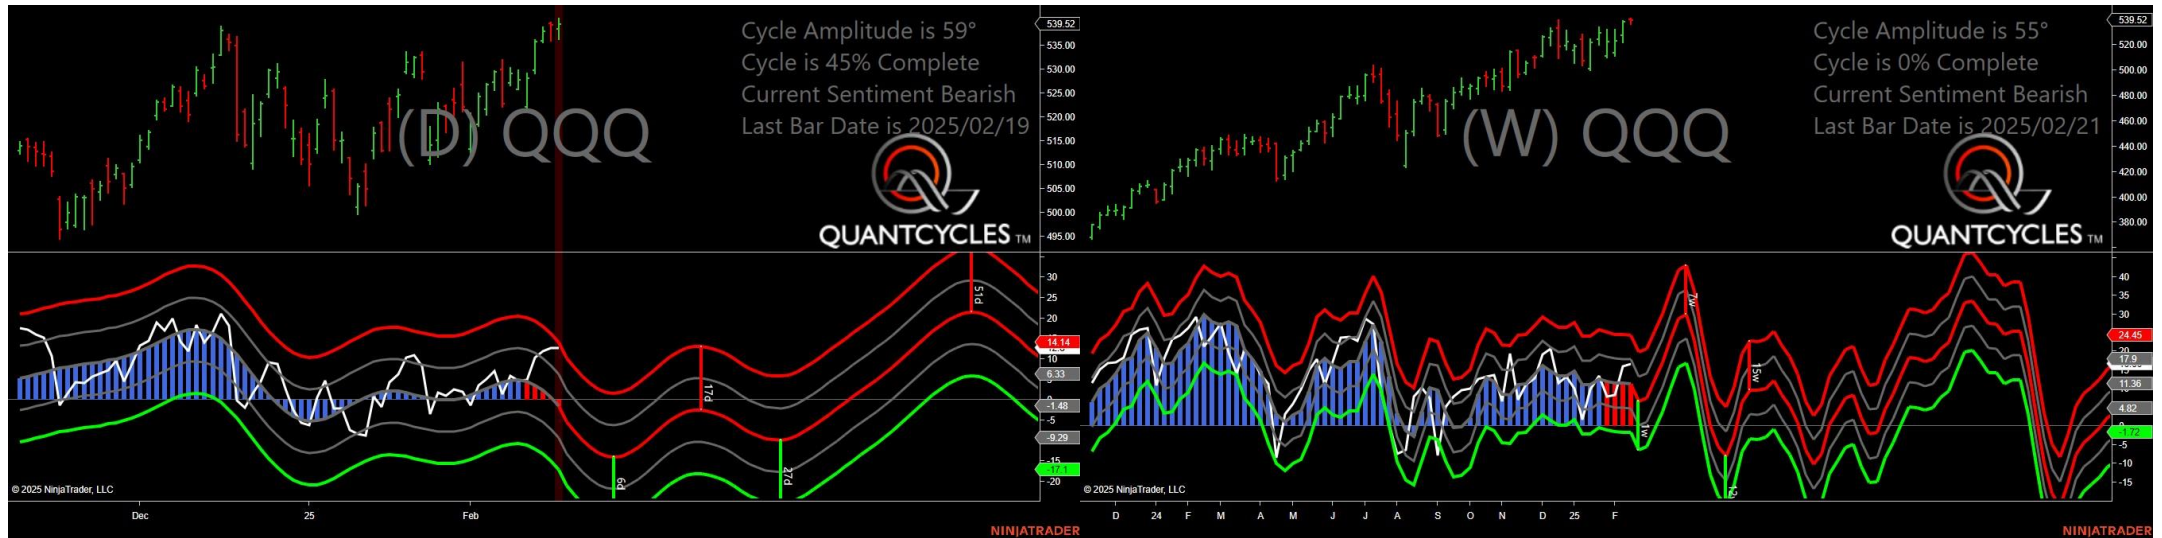 Cycle Amplitude is 59°
Cycle is 45% Complete
Current Sentiment Bearish
Last Bar Date is 2025/02/19
(D) QQQ
QUANTCYCLES TM
539.52
535.00
530.00
525.00
520.00
515.00
510.00
505.00
500.00
495.00
30
25
20
14.14
10
6.33
-1.48
-5
-9.29
-15
-17.1
-20
6d
17d
27d
51d
© 2025 NinjaTrader, LLC
Dec
25
Feb
NINJATRADER
Cycle Amplitude is 55°
Cycle is 0% Complete
Current Sentiment Bearish
Last Bar Date is 2025/02/21
(W) QQQ
QUANTCYCLES TM
539.52
520.00
500.00
480.00
460.00
440.00
420.00
400.00
380.00
40
35
30
24.45
17.9
11.36
4.82
-1.72
-5
-10
-15
1w
7w
15w
© 2025 NinjaTrader, LLC
D
24
F
M
A
M
J
J
A
S
O
N
D
25
F
NINJATRADER